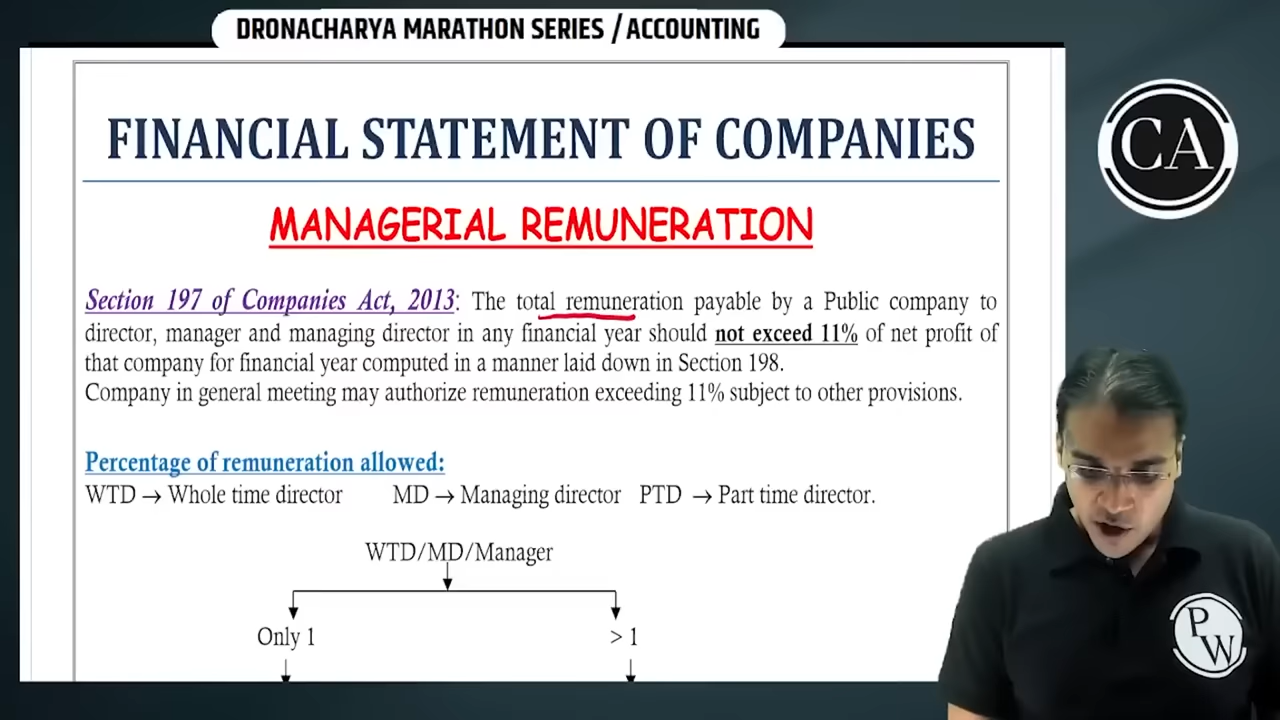 DRONACHARYA MARATHON SERIES / ACCOUNTING
CA
FINANCIAL STATEMENT OF COMPANIES
MANAGERIAL REMUNERATION
Section 197 of Companies Act, 2013: The total remuneration payable by a Public company to
director, manager and managing director in any financial year should not exceed 11% of net profit of
that company for financial year computed in a manner laid down in Section 198.
Company in general meeting may authorize remuneration exceeding 11% subject to other provisions.
Percentage of remuneration allowed:
WTD → Whole time director MD → Managing director PTD → Part time director.
WTD/MD/Manager
Only 1 > 1
P
W